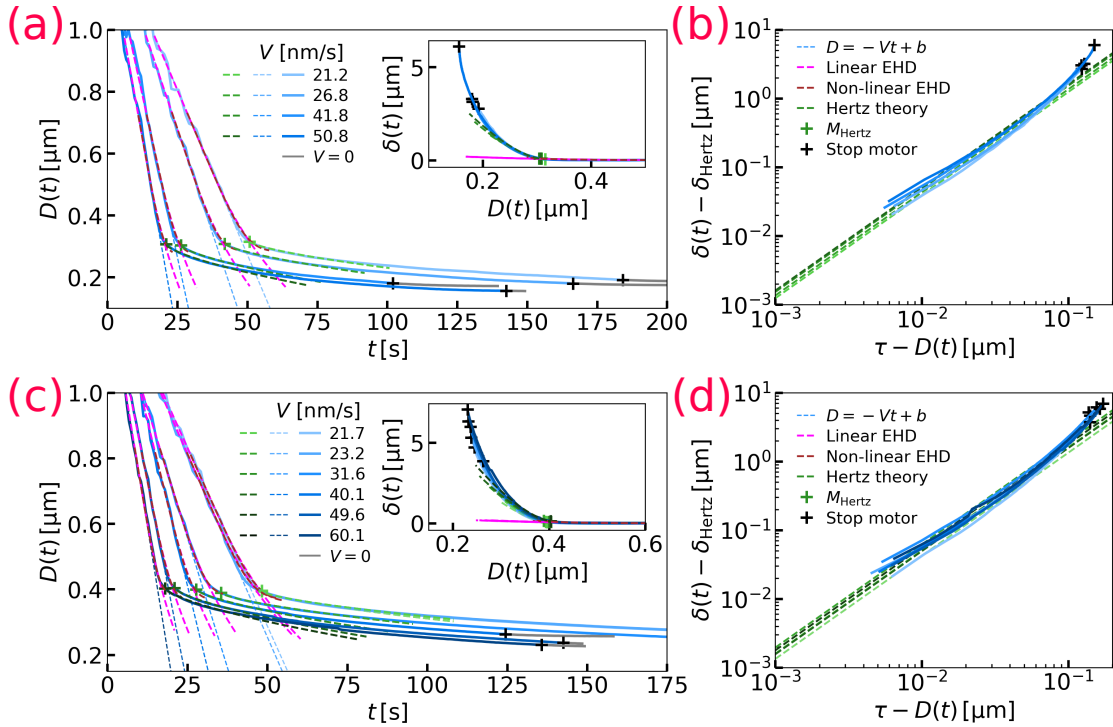 (a)
1.0
0.8
0.6
0.4
0.2
D(t) [μm]
0 25 50 75 100 125 150 175 200
t [s]
V [nm/s]
21.2
26.8
41.8
50.8
V = 0
5
0
δ(t) [μm]
0.2 0.4
D(t) [μm]
(b)
10¹
10⁰
10⁻¹
10⁻²
10⁻³
δ(t) − δHertz [μm]
D = −Vt + b
Linear EHD
Non-linear EHD
Hertz theory
MHertz
Stop motor
10⁻³ 10⁻² 10⁻¹
τ − D(t) [μm]
(c)
1.0
0.8
0.6
0.4
0.2
D(t) [μm]
0 25 50 75 100 125 150 175
t [s]
V [nm/s]
21.7
23.2
31.6
40.1
49.6
60.1
V = 0
5
0
δ(t) [μm]
0.2 0.4 0.6
D(t) [μm]
(d)
10¹
10⁰
10⁻¹
10⁻²
10⁻³
δ(t) − δHertz [μm]
D = −Vt + b
Linear EHD
Non-linear EHD
Hertz theory
MHertz
Stop motor
10⁻³ 10⁻² 10⁻¹
τ − D(t) [μm]